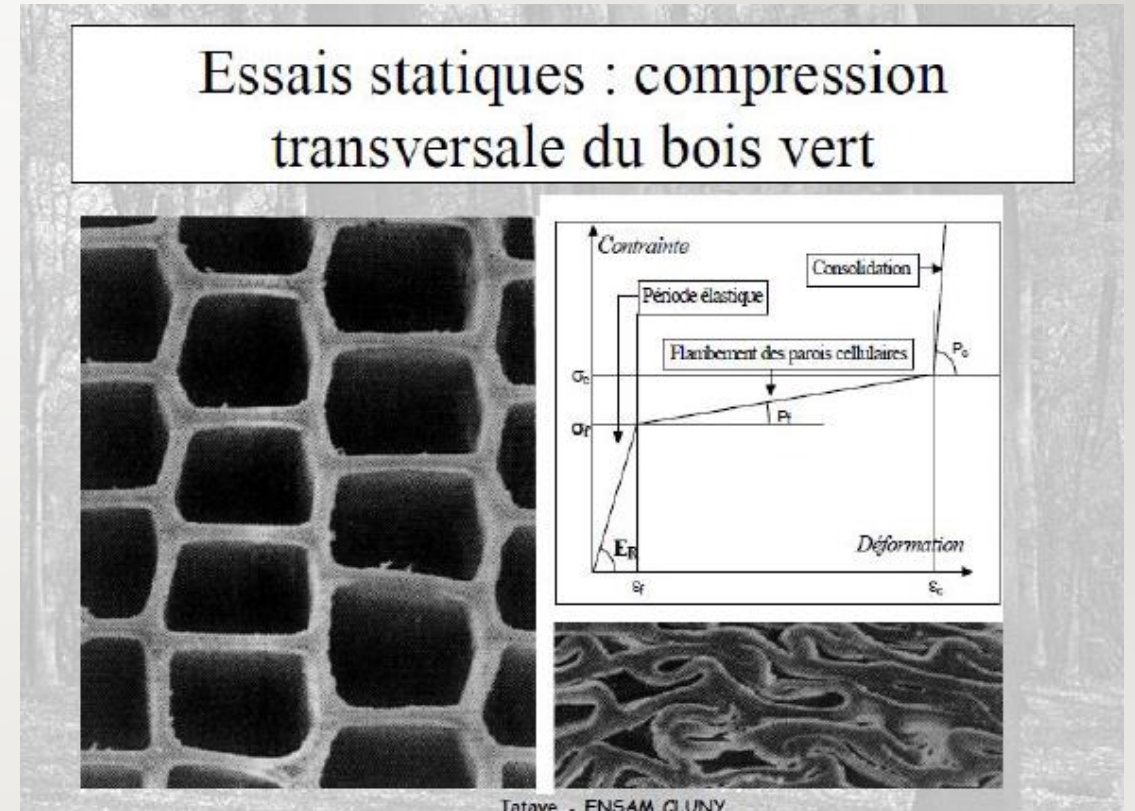 Essais statiques : compression
transversale du bois vert
Contrainte
Consolidation
Période élastique
Flambement des parois cellulaires
Pc
σc
Pf
σf
Déformation
ER
εf
εc
Tataye - ENSAM CLUNY